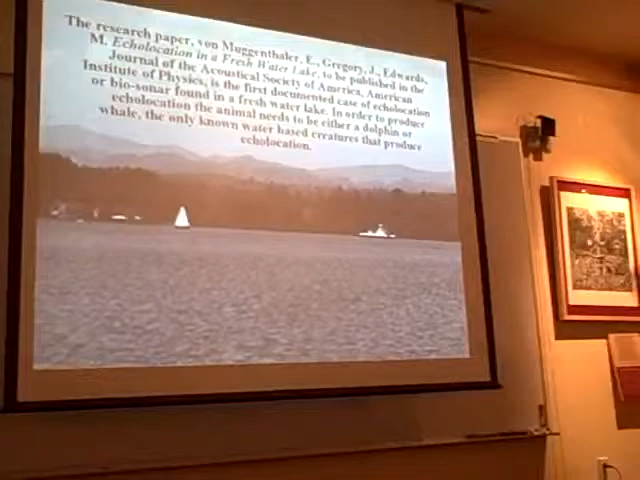 The research paper, von Muggenthaler, E., Gregory, J., Edwards,
M. Echolocation in a Fresh Water Lake, to be published in the
Journal of the Acoustical Society of America, American
Institute of Physics, is the first documented case of echolocation
or bio-sonar found in a fresh water lake. In order to produce
echolocation the animal needs to be either a dolphin or
whale, the only known water based creatures that produce
echolocation.